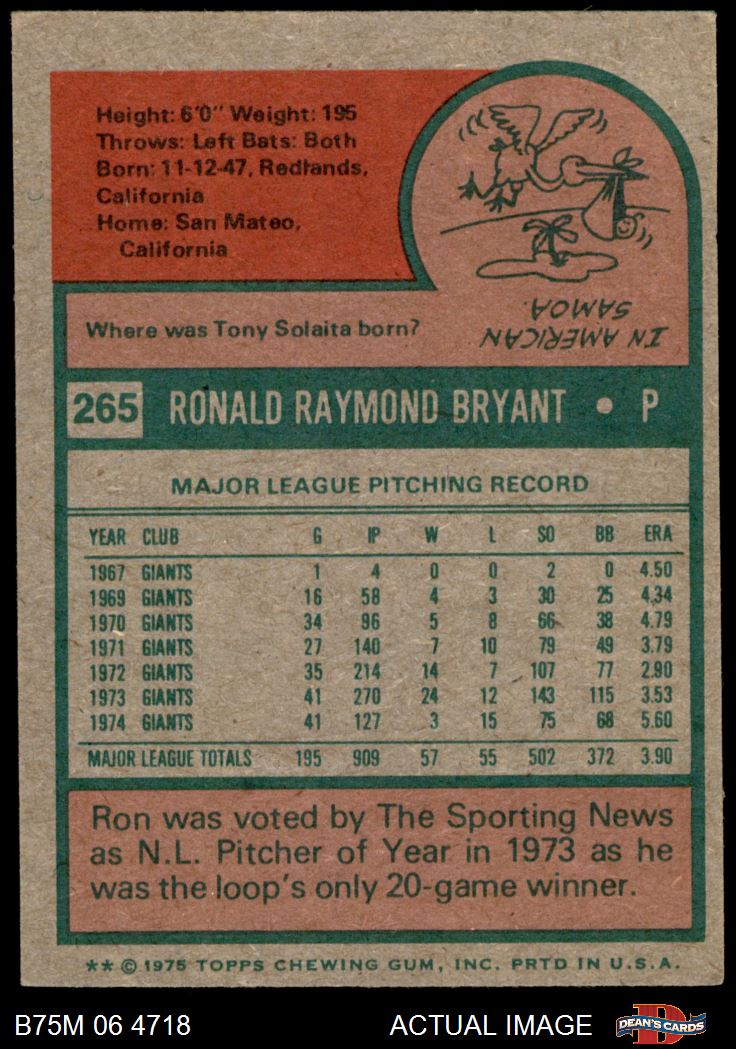 Height: 6'0" Weight: 195
Throws: Left Bats: Both
Born: 11-12-47, Redlands,
California
Home: San Mateo,
California
Where was Tony Solaita born?
IN AMERICAN
SAMOA.
265 RONALD RAYMOND BRYANT • P
MAJOR LEAGUE PITCHING RECORD
YEAR CLUB G IP W L SO BB ERA
1967 GIANTS 1 4 0 0 2 0 4.50
1969 GIANTS 16 58 4 3 30 25 4.34
1970 GIANTS 34 96 5 8 66 38 4.79
1971 GIANTS 27 140 7 10 79 49 3.79
1972 GIANTS 35 214 14 7 107 77 2.90
1973 GIANTS 41 270 24 12 143 115 3.53
1974 GIANTS 41 127 3 15 75 68 5.60
MAJOR LEAGUE TOTALS 195 909 57 55 502 372 3.90
Ron was voted by The Sporting News
as N.L. Pitcher of Year in 1973 as he
was the loop's only 20-game winner.
** © 1975 TOPPS CHEWING GUM, INC. PRTD IN U.S.A.
B75M 06 4718 ACTUAL IMAGE DEAN'S CARDS